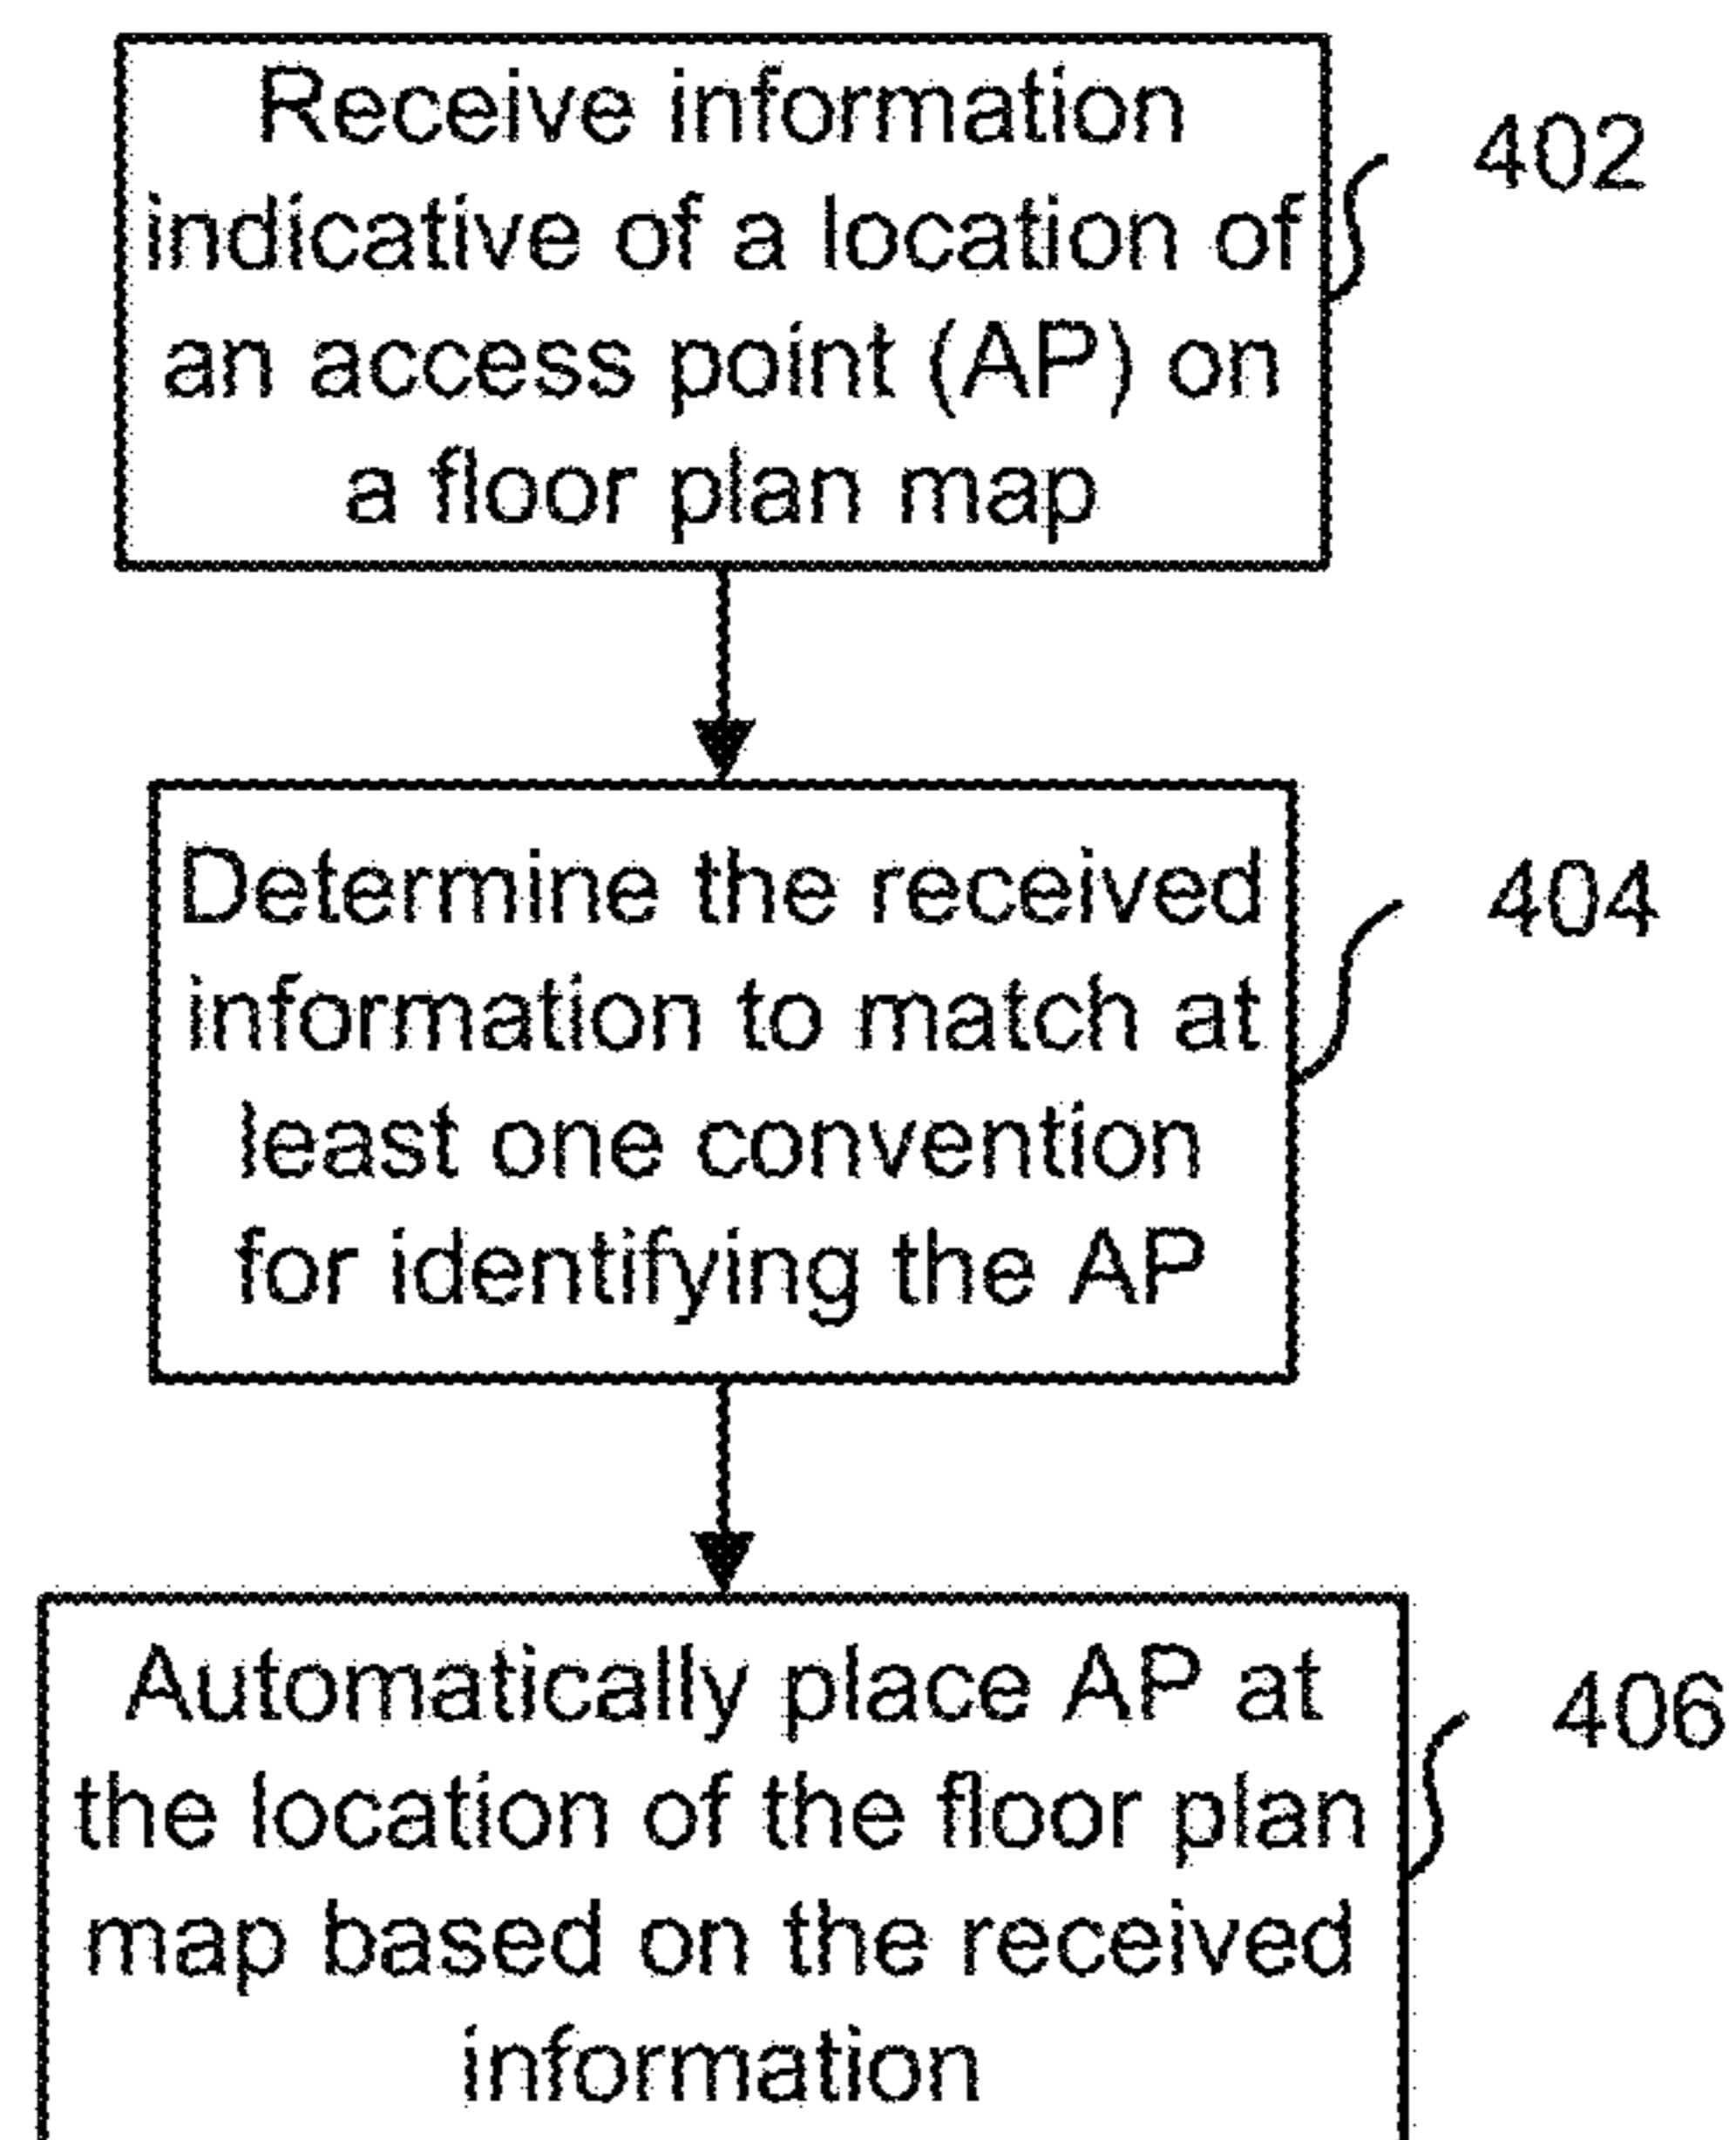 Receive information
indicative of a location of
an access point (AP) on
a floor plan map
402
Determine the received
information to match at
least one convention
for identifying the AP
404
Automatically place AP at
the location of the floor plan
map based on the received
information
406